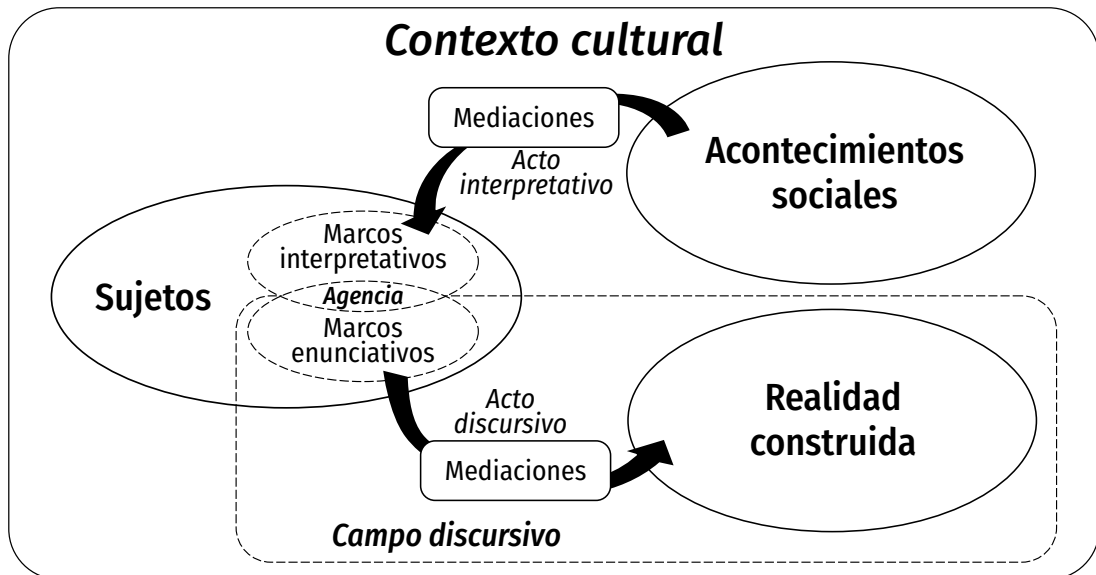 Contexto cultural
Mediaciones
Acto
interpretativo
Acontecimientos
sociales
Marcos
interpretativos
Sujetos
Agencia
Marcos
enunciativos
Acto
discursivo
Mediaciones
Realidad
construida
Campo discursivo